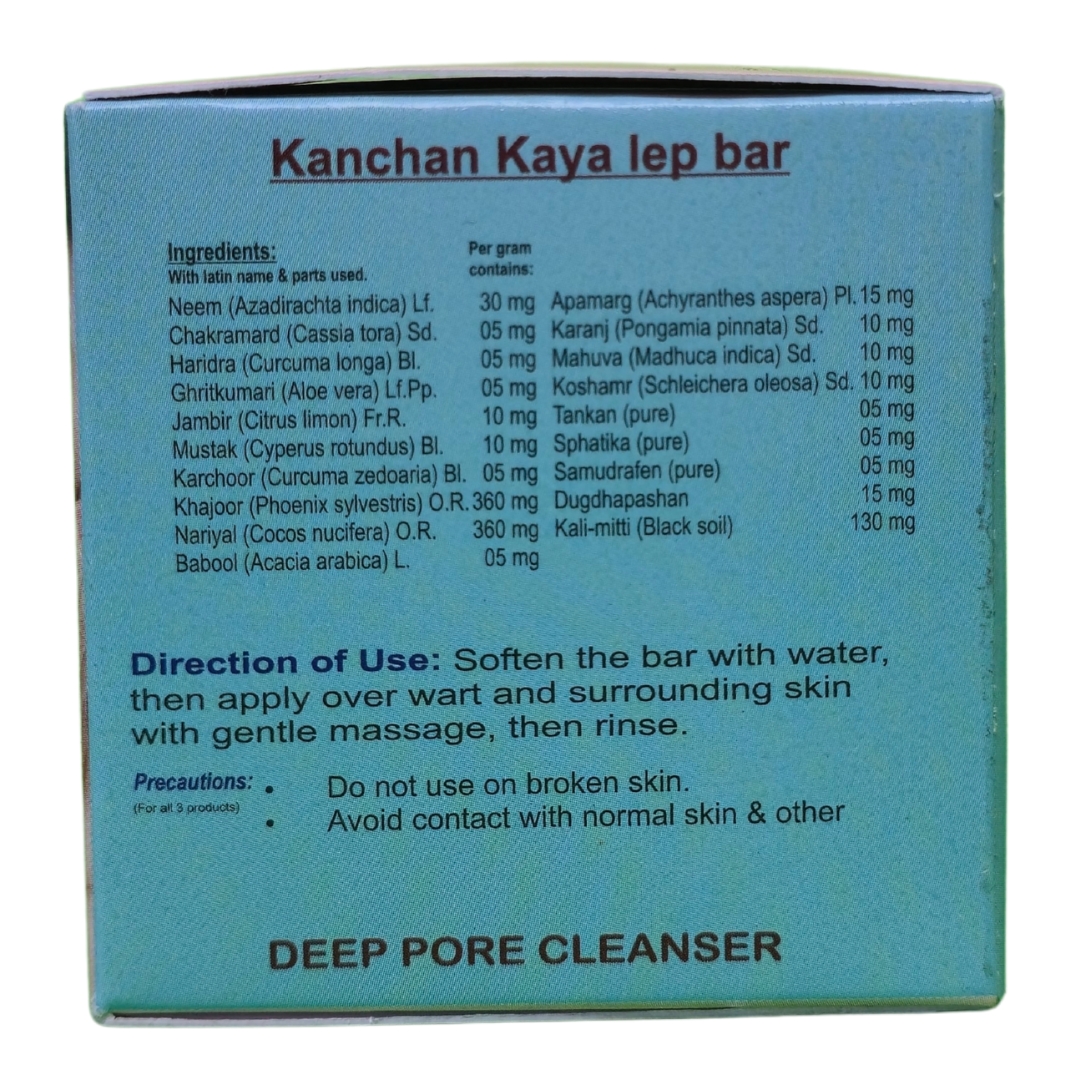 Kanchan Kaya lep bar
Ingredients:
With latin name & parts used.
Per gram
contains:
Neem (Azadirachta indica) Lf. 30 mg
Chakramard (Cassia tora) Sd. 05 mg
Haridra (Curcuma longa) Bl. 05 mg
Ghritkumari (Aloe vera) Lf.Pp. 05 mg
Jambir (Citrus limon) Fr.R. 10 mg
Mustak (Cyperus rotundus) Bl. 10 mg
Karchoor (Curcuma zedoaria) Bl. 05 mg
Khajoor (Phoenix sylvestris) O.R. 360 mg
Nariyal (Cocos nucifera) O.R. 360 mg
Babool (Acacia arabica) L. 05 mg
Apamarg (Achyranthes aspera) Pl. 15 mg
Karanj (Pongamia pinnata) Sd. 10 mg
Mahuva (Madhuca indica) Sd. 10 mg
Koshamr (Schleichera oleosa) Sd. 10 mg
Tankan (pure) 05 mg
Sphatika (pure) 05 mg
Samudrafen (pure) 05 mg
Dugdhapashan 15 mg
Kali-mitti (Black soil) 130 mg
Direction of Use: Soften the bar with water,
then apply over wart and surrounding skin
with gentle massage, then rinse.
Precautions: • Do not use on broken skin.
(For all 3 products)
• Avoid contact with normal skin & other
DEEP PORE CLEANSER